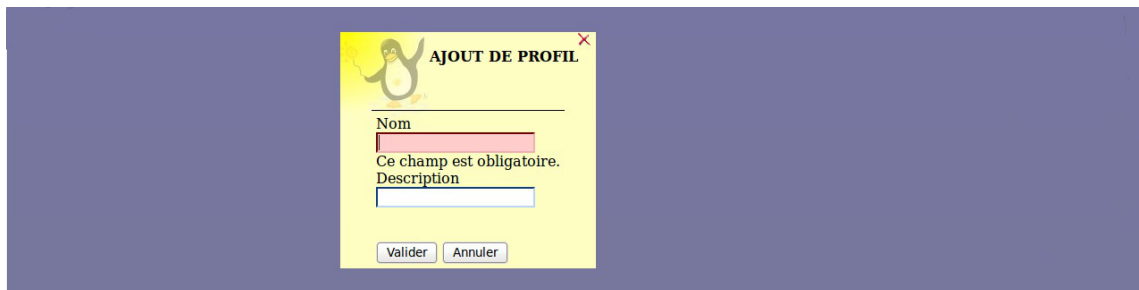 AJOUT DE PROFIL
Nom
Ce champ est obligatoire.
Description
Valider Annuler